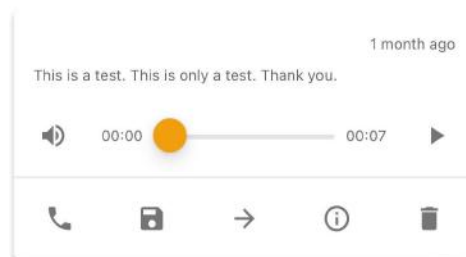 1 month ago
This is a test. This is only a test. Thank you.
00:00 00:07